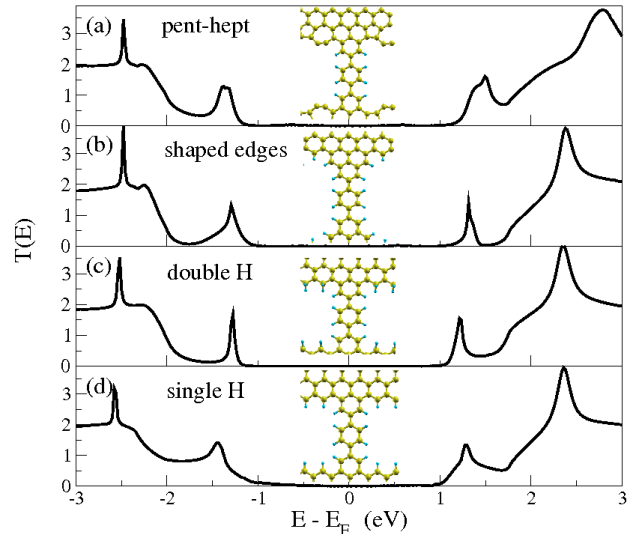 (a) pent-hept
3
2
1
0
(b) shaped edges
3
2
1
0
(c) double H
3
2
1
0
(d) single H
3
2
1
0
T(E)
-3 -2 -1 0 1 2 3
E - E_F (eV)